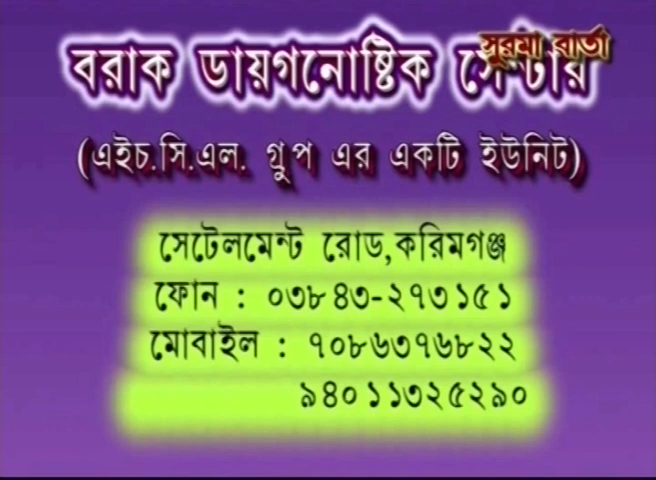 সুরমা বার্তা
বরাক ডায়গনোষ্টিক সেন্টার
(এইচ.সি.এল. গ্রুপ এর একটি ইউনিট)
সেটেলমেন্ট রোড,করিমগঞ্জ
ফোন : ০৩৮৪৩-২৭৩১৫১
মোবাইল : ৭০৮৬৩৭৬৮২২
৯৪০১১৩২৫২৯০